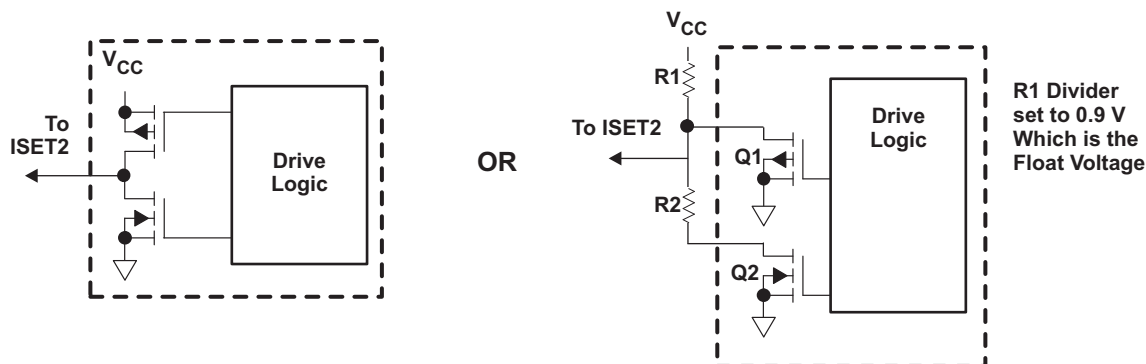 VCC
To
ISET2
Drive
Logic
OR
VCC
R1
To ISET2
Q1
R2
Q2
Drive
Logic
R1 Divider
set to 0.9 V
Which is the
Float Voltage